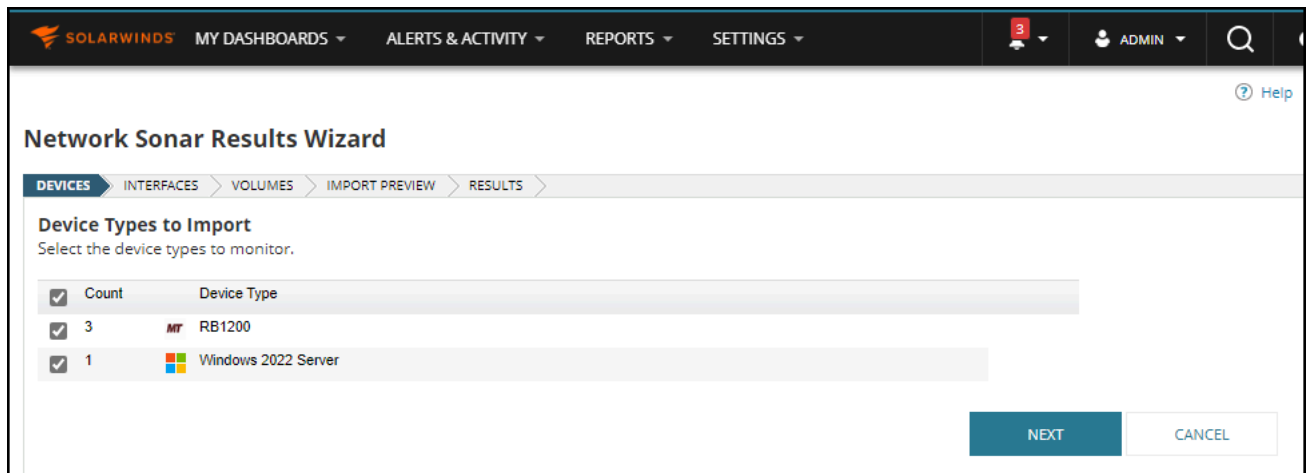 SOLARWINDS MY DASHBOARDS ALERTS & ACTIVITY REPORTS SETTINGS 3 ADMIN
? Help
Network Sonar Results Wizard
DEVICES INTERFACES VOLUMES IMPORT PREVIEW RESULTS
Device Types to Import
Select the device types to monitor.
Count Device Type
3 MT RB1200
1 Windows 2022 Server
NEXT CANCEL